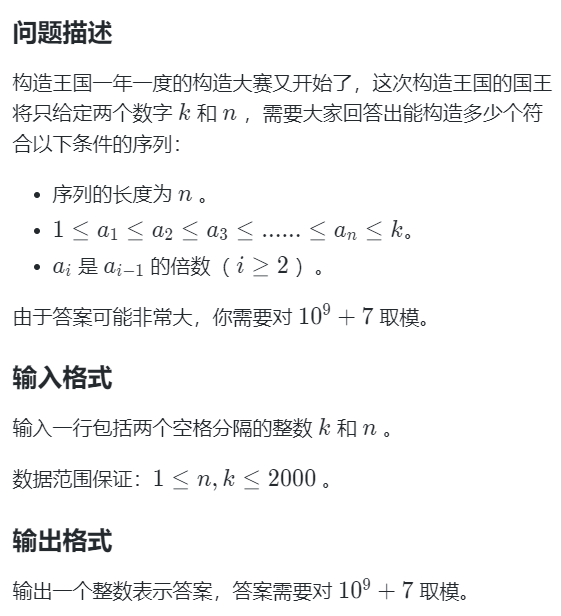 问题描述
构造王国一年一度的构造大赛又开始了，这次构造王国的国王
将只给定两个数字 k 和 n ，需要大家回答出能构造多少个符
合以下条件的序列：
• 序列的长度为 n 。
• 1 ≤ a₁ ≤ a₂ ≤ a₃ ≤ ...... ≤ aₙ ≤ k。
• aᵢ 是 aᵢ₋₁ 的倍数（ i ≥ 2 ）。
由于答案可能非常大，你需要对 10⁹ + 7 取模。
输入格式
输入一行包括两个空格分隔的整数 k 和 n 。
数据范围保证：1 ≤ n, k ≤ 2000 。
输出格式
输出一个整数表示答案，答案需要对 10⁹ + 7 取模。